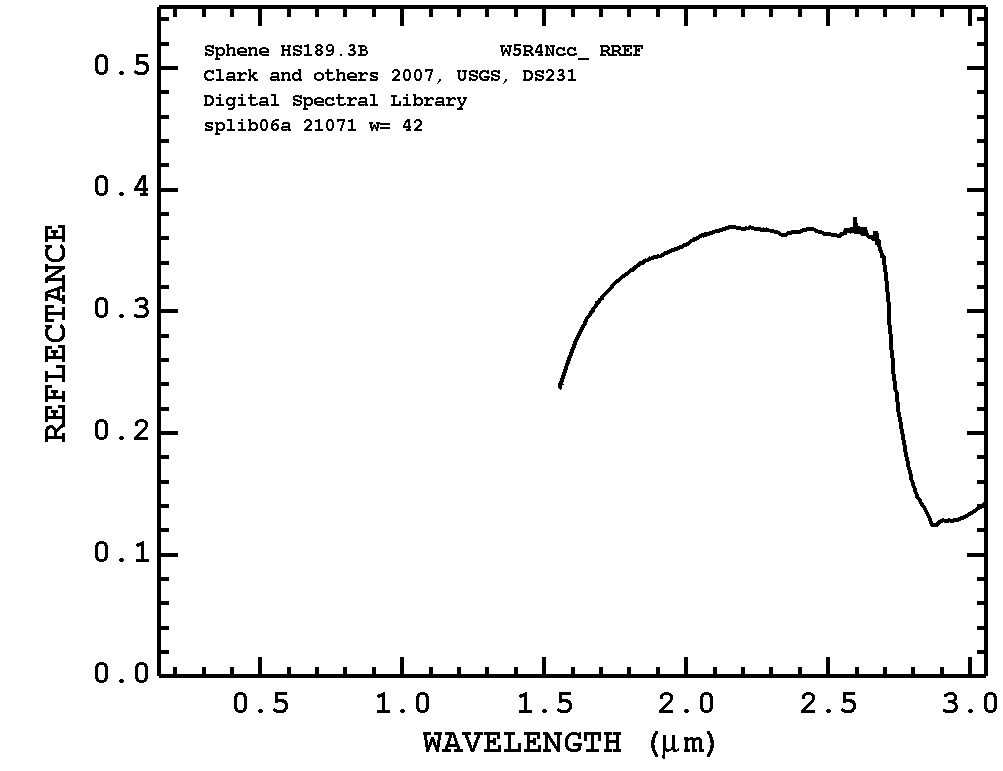 Sphene HS189.3B W5R4Ncc_ RREF
Clark and others 2007, USGS, DS231
Digital Spectral Library
splib06a 21071 w= 42
REFLECTANCE
0.5
0.4
0.3
0.2
0.1
0.0
0.5 1.0 1.5 2.0 2.5 3.0
WAVELENGTH (μm)